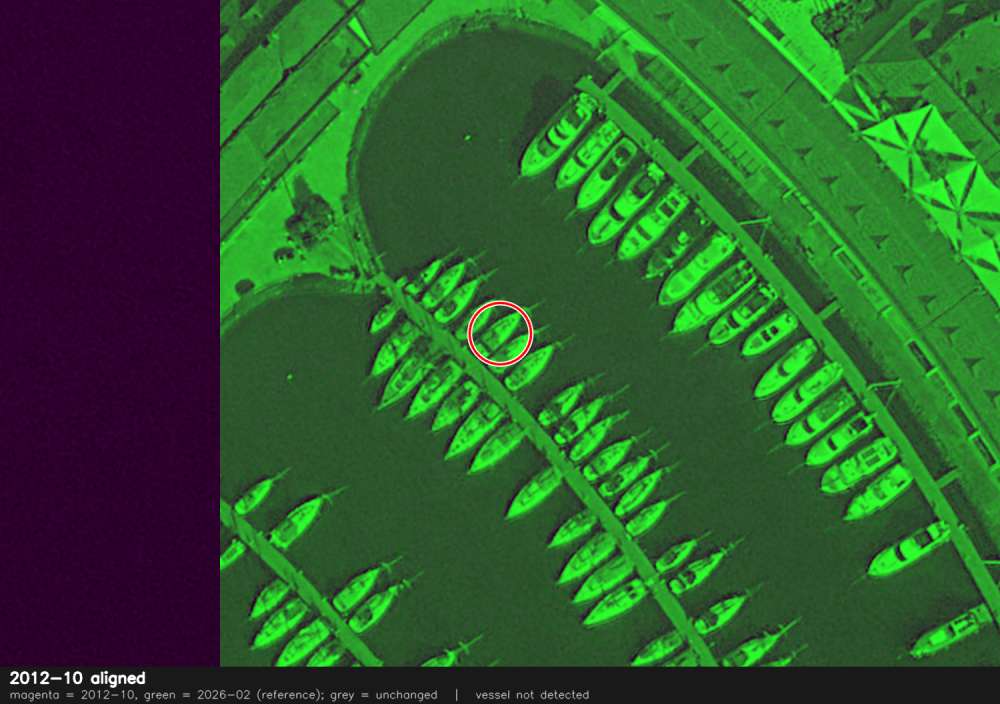 2012-10 aligned
magenta = 2012-10, green = 2026-02 (reference); grey = unchanged | vessel not detected